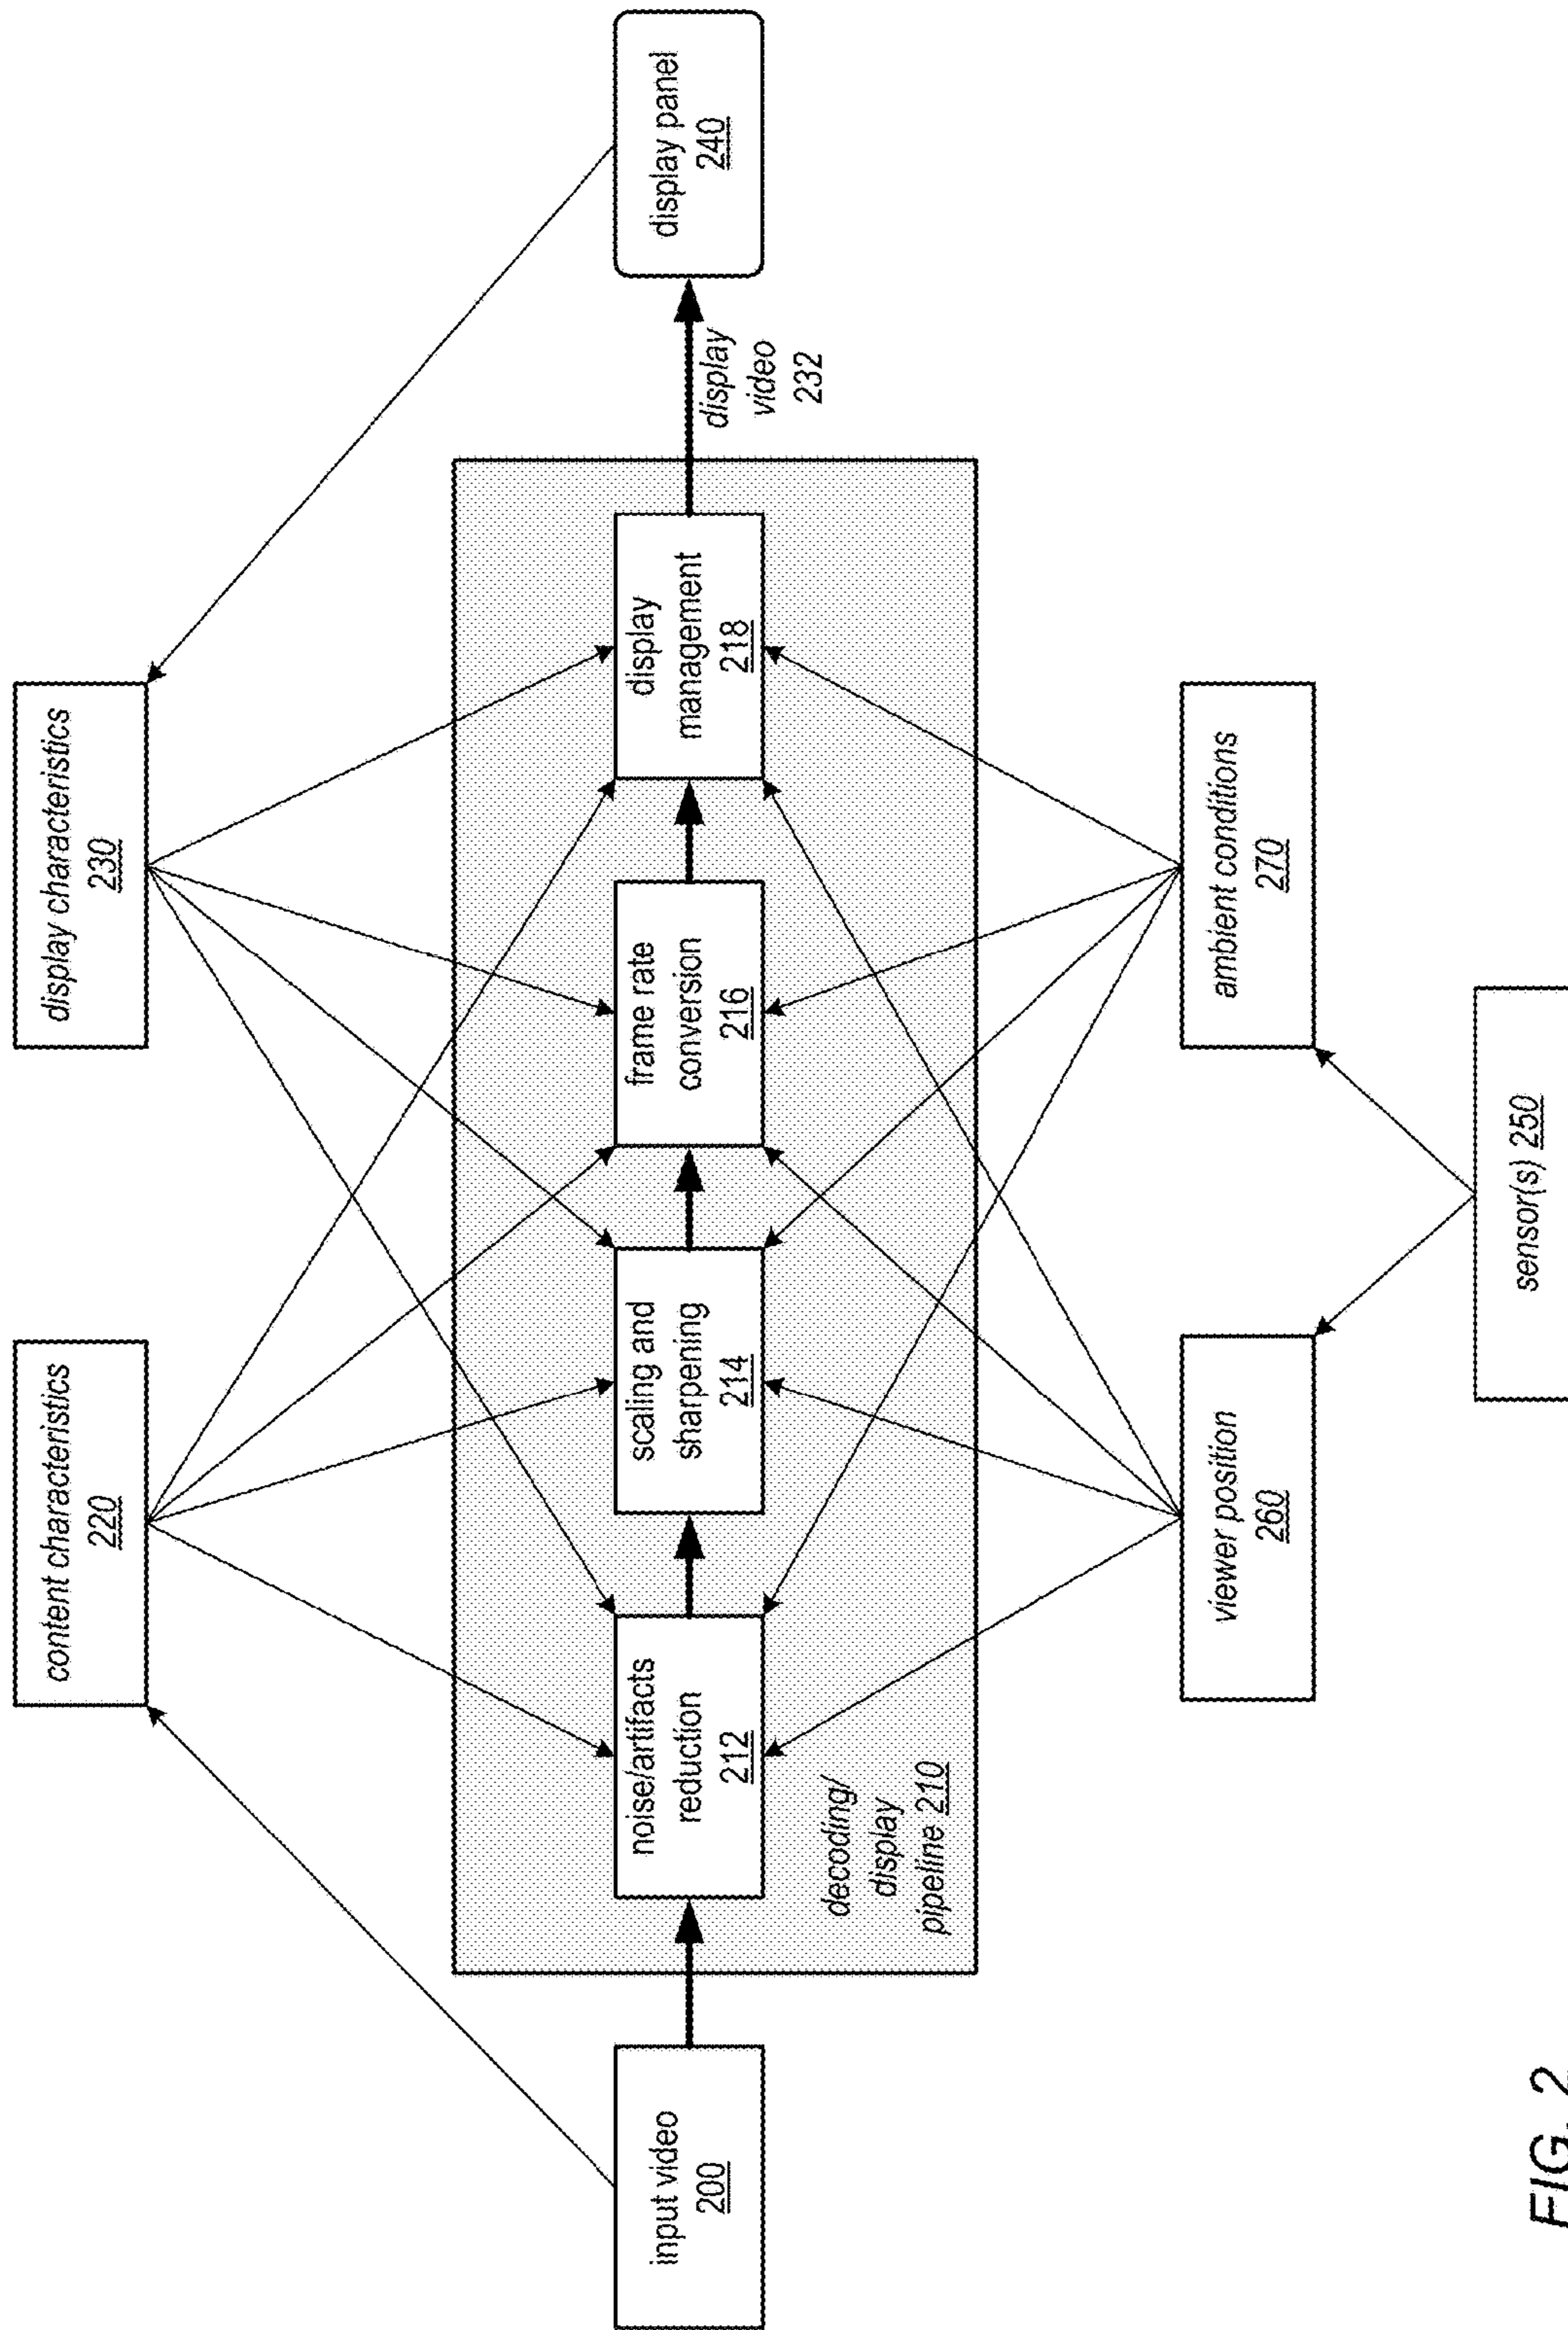 content characteristics
220
display characteristics
230
input video
200
noise/artifacts
reduction
212
scaling and
sharpening
214
frame rate
conversion
216
display
management
218
display
video
232
display panel
240
decoding/
display
pipeline 210
viewer position
260
ambient conditions
270
sensor(s) 250
FIG. 2